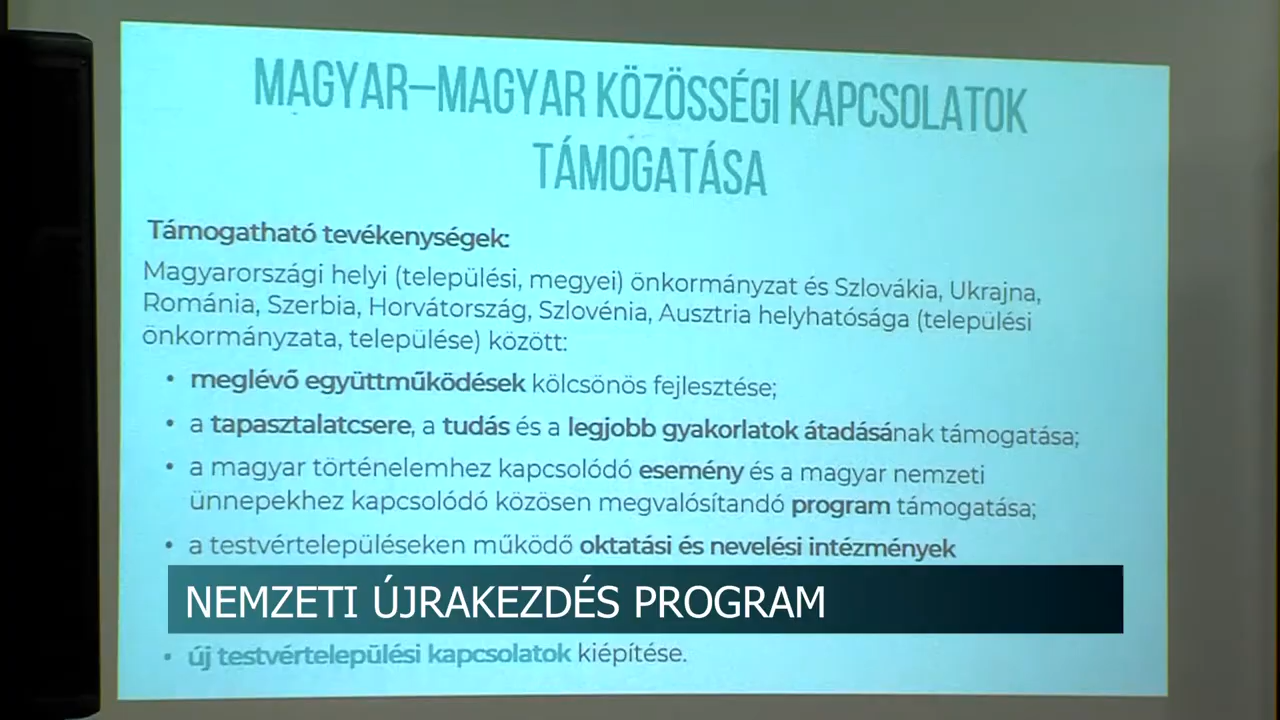 MAGYAR–MAGYAR KÖZÖSSÉGI KAPCSOLATOK
TÁMOGATÁSA
Támogatható tevékenységek:
Magyarországi helyi (települési, megyei) önkormányzat és Szlovákia, Ukrajna,
Románia, Szerbia, Horvátország, Szlovénia, Ausztria helyhatósága (települési
önkormányzata, települése) között:
• meglévő együttműködések kölcsönös fejlesztése;
• a tapasztalatcsere, a tudás és a legjobb gyakorlatok átadásának támogatása;
• a magyar történelemhez kapcsolódó esemény és a magyar nemzeti
ünnepekhez kapcsolódó közösen megvalósítandó program támogatása;
• a testvértelepüléseken működő oktatási és nevelési intézmények
NEMZETI ÚJRAKEZDÉS PROGRAM
• új testvértelepülési kapcsolatok kiépítése.